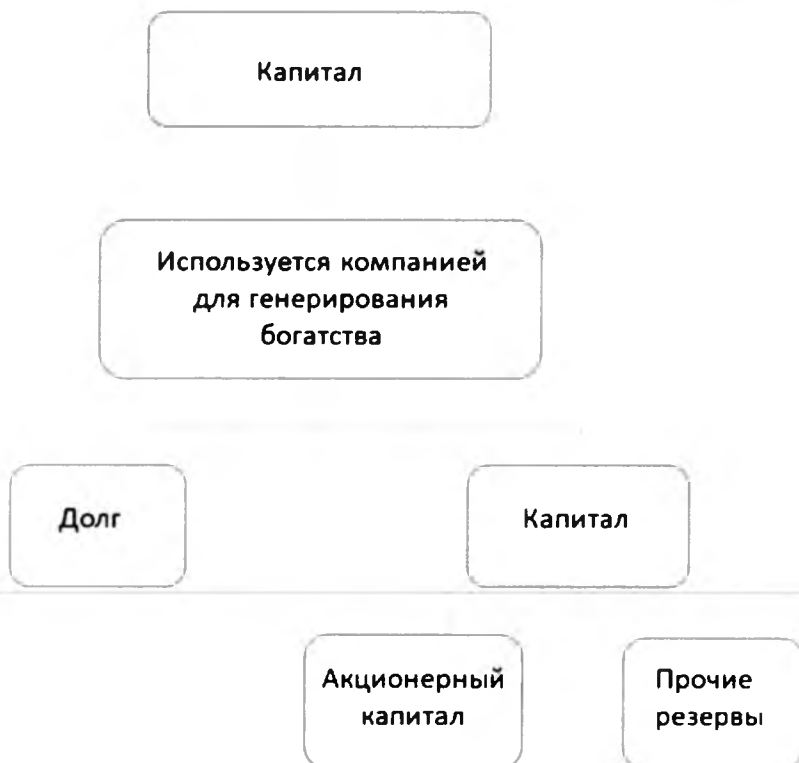 Капитал
Используется компанией
для генерирования
богатства
Долг
Капитал
Акционерный
капитал
Прочие
резервы